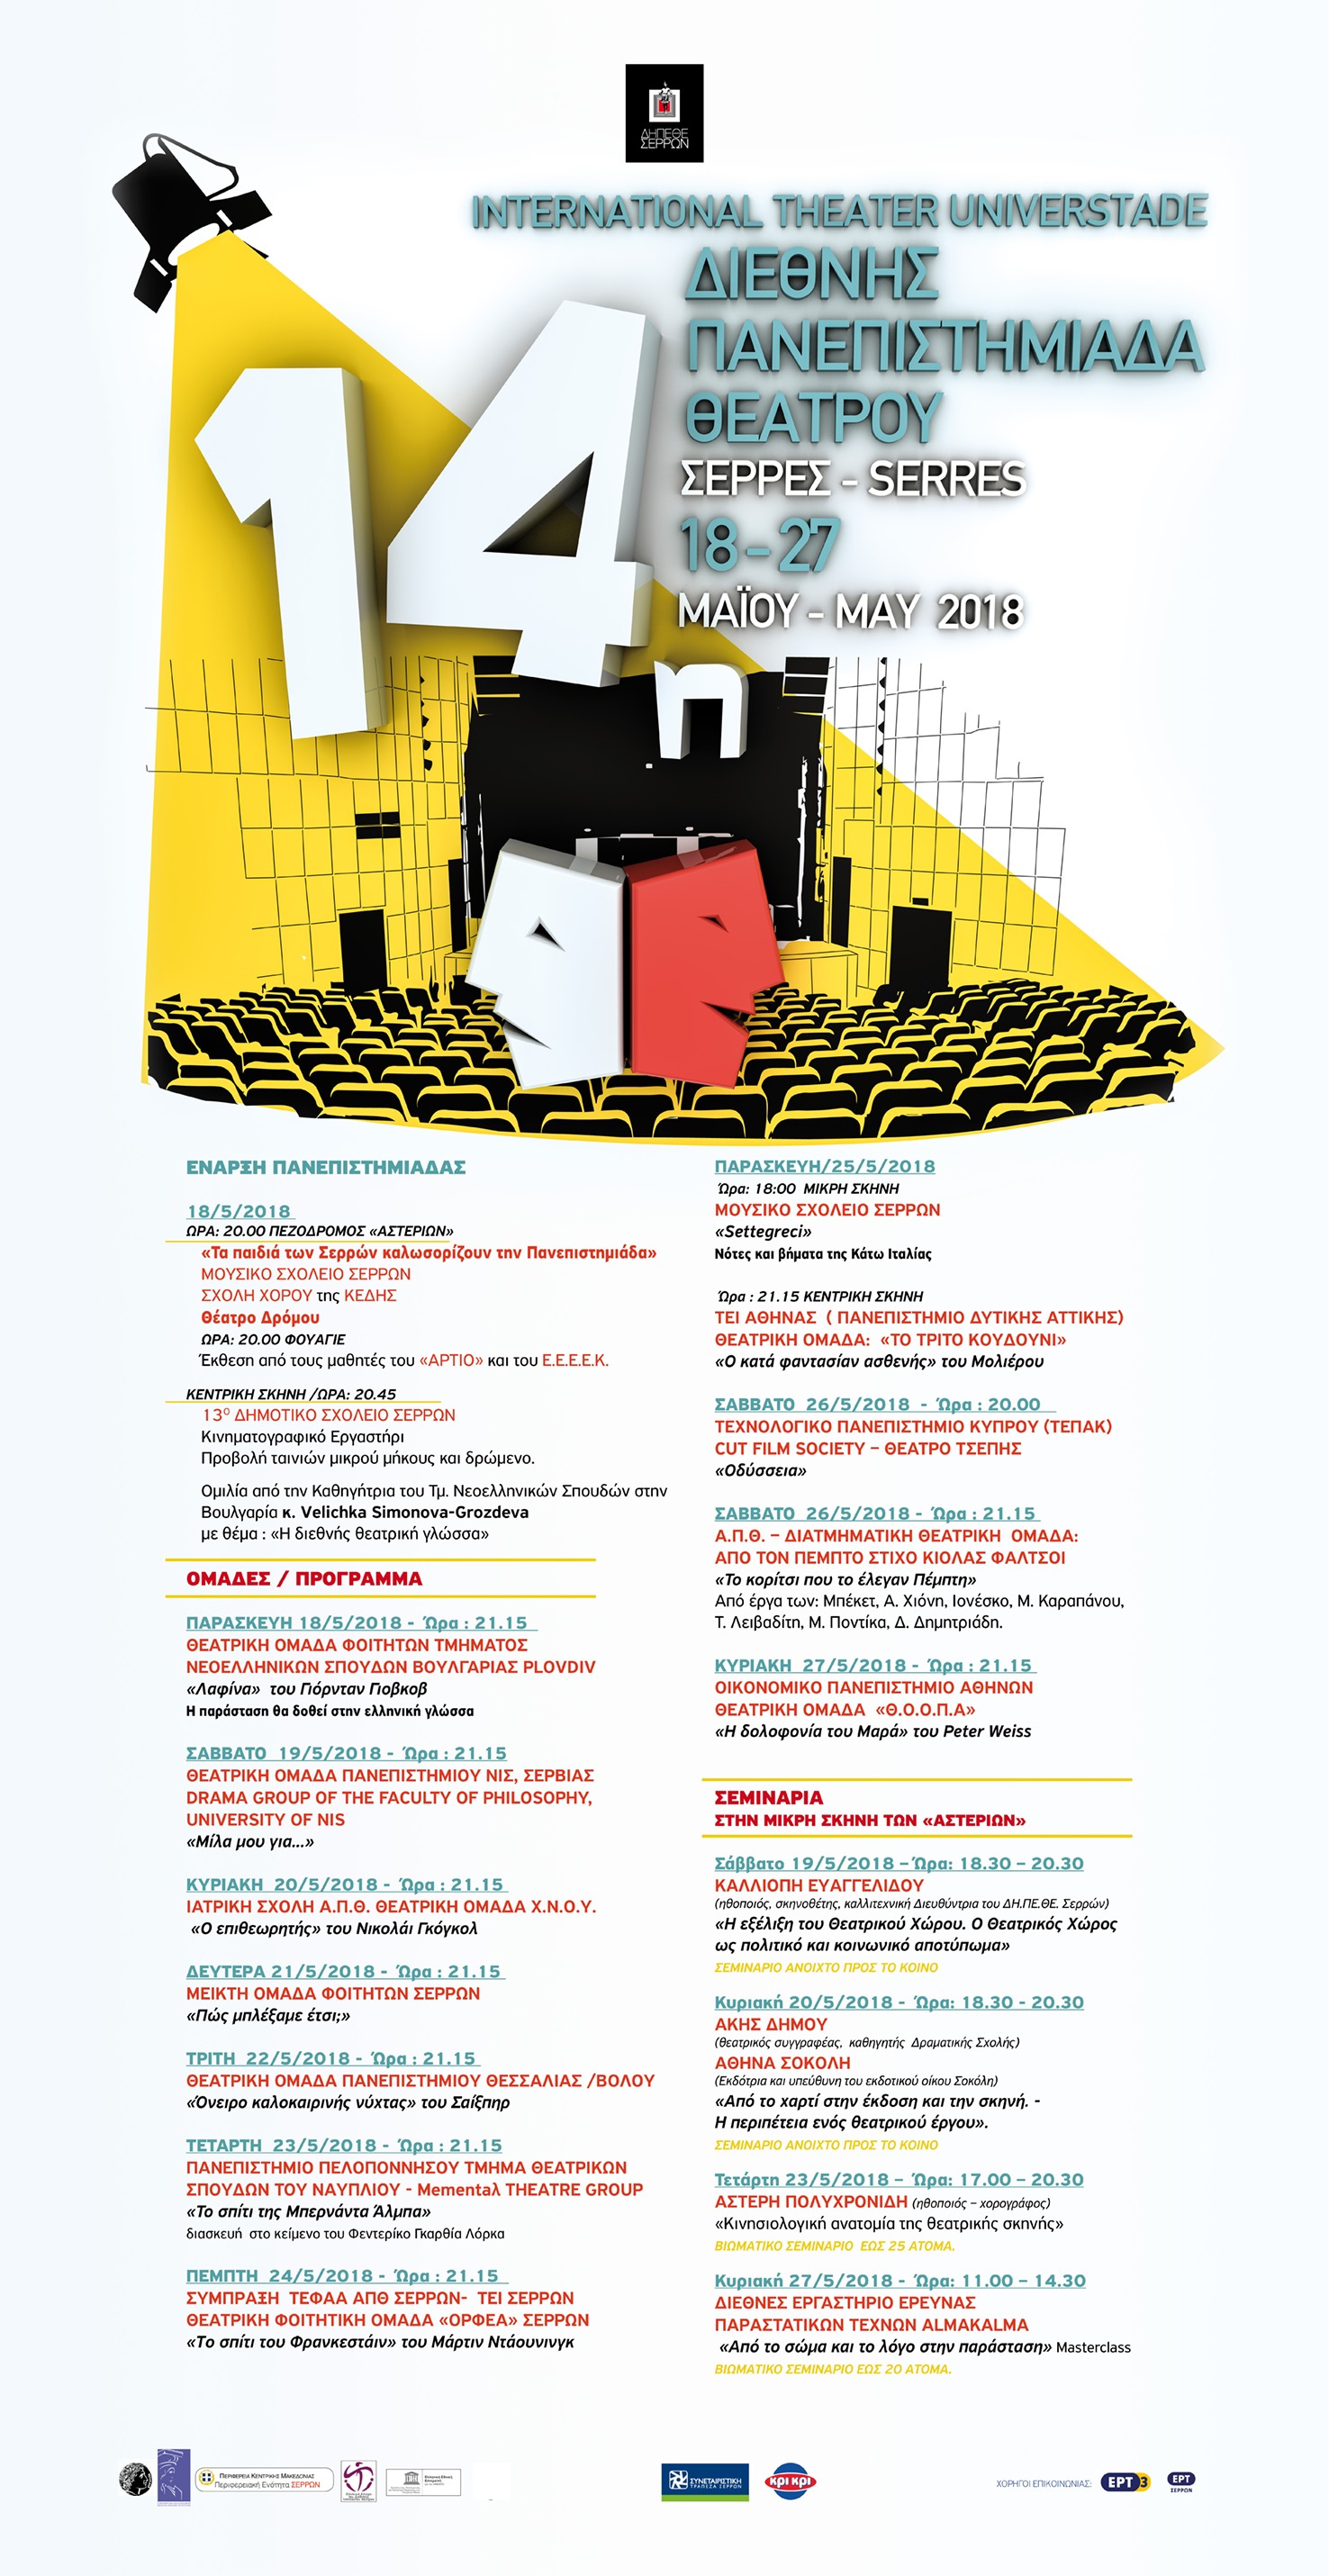 ΔΗΠΕΘΕ
ΣΕΡΡΩΝ
INTERNATIONAL THEATER UNIVERSTADE
ΔΙΕΘΝΗΣ
ΠΑΝΕΠΙΣΤΗΜΙΑΔΑ
ΘΕΑΤΡΟΥ
ΣΕΡΡΕΣ - SERRES
18-27
ΜΑΪΟΥ - MAY 2018
14η
ΕΝΑΡΞΗ ΠΑΝΕΠΙΣΤΗΜΙΑΔΑΣ
18/5/2018
ΩΡΑ: 20.00 ΠΕΖΟΔΡΟΜΟΣ «ΑΣΤΕΡΙΩΝ»
«Τα παιδιά των Σερρών καλωσορίζουν την Πανεπιστημιάδα»
ΜΟΥΣΙΚΟ ΣΧΟΛΕΙΟ ΣΕΡΡΩΝ
ΣΧΟΛΗ ΧΟΡΟΥ της ΚΕΔΗΣ
Θέατρο Δρόμου
ΩΡΑ: 20.00 ΦΟΥΑΓΙΕ
Έκθεση από τους μαθητές του «ΑΡΤΙΟ» και του Ε.Ε.Ε.Ε.Κ.
ΚΕΝΤΡΙΚΗ ΣΚΗΝΗ /ΩΡΑ: 20.45
13º ΔΗΜΟΤΙΚΟ ΣΧΟΛΕΙΟ ΣΕΡΡΩΝ
Κινηματογραφικό Εργαστήρι
Προβολή ταινιών μικρού μήκους και δρώμενο.
Ομιλία από την Καθηγήτρια του Τμ. Νεοελληνικών Σπουδών στην
Βουλγαρία κ. Velichka Simonova-Grozdeva
με θέμα : «Η διεθνής θεατρική γλώσσα»
ΟΜΑΔΕΣ / ΠΡΟΓΡΑΜΜΑ
ΠΑΡΑΣΚΕΥΗ 18/5/2018 - Ώρα : 21.15
ΘΕΑΤΡΙΚΗ ΟΜΑΔΑ ΦΟΙΤΗΤΩΝ ΤΜΗΜΑΤΟΣ
ΝΕΟΕΛΛΗΝΙΚΩΝ ΣΠΟΥΔΩΝ ΒΟΥΛΓΑΡΙΑΣ PLOVDIV
«Λαφίνα» του Γιόρνταν Γιοβκοβ
Η παράσταση θα δοθεί στην ελληνική γλώσσα
ΣΑΒΒΑΤΟ 19/5/2018 - Ώρα : 21.15
ΘΕΑΤΡΙΚΗ ΟΜΑΔΑ ΠΑΝΕΠΙΣΤΗΜΙΟΥ ΝΙΣ, ΣΕΡΒΙΑΣ
DRAMA GROUP OF THE FACULTY OF PHILOSOPHY,
UNIVERSITY OF NIS
«Μίλα μου για...»
ΚΥΡΙΑΚΗ 20/5/2018 - Ώρα : 21.15
ΙΑΤΡΙΚΗ ΣΧΟΛΗ Α.Π.Θ. ΘΕΑΤΡΙΚΗ ΟΜΑΔΑ Χ.Ν.Ο.Υ.
«Ο επιθεωρητής» του Νικολάι Γκόγκολ
ΔΕΥΤΕΡΑ 21/5/2018 - Ώρα : 21.15
ΜΕΙΚΤΗ ΟΜΑΔΑ ΦΟΙΤΗΤΩΝ ΣΕΡΡΩΝ
«Πώς μπλέξαμε έτσι;»
ΤΡΙΤΗ 22/5/2018 - Ώρα : 21.15
ΘΕΑΤΡΙΚΗ ΟΜΑΔΑ ΠΑΝΕΠΙΣΤΗΜΙΟΥ ΘΕΣΣΑΛΙΑΣ /ΒΟΛΟΥ
«Όνειρο καλοκαιρινής νύχτας» του Σαίξπηρ
ΤΕΤΑΡΤΗ 23/5/2018 - Ώρα : 21.15
ΠΑΝΕΠΙΣΤΗΜΙΟ ΠΕΛΟΠΟΝΝΗΣΟΥ ΤΜΗΜΑ ΘΕΑΤΡΙΚΩΝ
ΣΠΟΥΔΩΝ ΤΟΥ ΝΑΥΠΛΙΟΥ - Mementaλ THEATRE GROUP
«Το σπίτι της Μπερνάντα Άλμπα»
διασκευή στο κείμενο του Φεντερίκο Γκαρθία Λόρκα
ΠΕΜΠΤΗ 24/5/2018 - Ώρα : 21.15
ΣΥΜΠΡΑΞΗ ΤΕΦΑΑ ΑΠΘ ΣΕΡΡΩΝ- ΤΕΙ ΣΕΡΡΩΝ
ΘΕΑΤΡΙΚΗ ΦΟΙΤΗΤΙΚΗ ΟΜΑΔΑ «ΟΡΦΕΑ» ΣΕΡΡΩΝ
«Το σπίτι του Φρανκεστάιν» του Μάρτιν Ντάουνινγκ
ΠΑΡΑΣΚΕΥΗ/25/5/2018
Ώρα: 18:00 ΜΙΚΡΗ ΣΚΗΝΗ
ΜΟΥΣΙΚΟ ΣΧΟΛΕΙΟ ΣΕΡΡΩΝ
«Settegreci»
Νότες και βήματα της Κάτω Ιταλίας
Ώρα : 21.15 ΚΕΝΤΡΙΚΗ ΣΚΗΝΗ
ΤΕΙ ΑΘΗΝΑΣ ( ΠΑΝΕΠΙΣΤΗΜΙΟ ΔΥΤΙΚΗΣ ΑΤΤΙΚΗΣ)
ΘΕΑΤΡΙΚΗ ΟΜΑΔΑ: «ΤΟ ΤΡΙΤΟ ΚΟΥΔΟΥΝΙ»
«Ο κατά φαντασίαν ασθενής» του Μολιέρου
ΣΑΒΒΑΤΟ 26/5/2018 - Ώρα : 20.00
ΤΕΧΝΟΛΟΓΙΚΟ ΠΑΝΕΠΙΣΤΗΜΙΟ ΚΥΠΡΟΥ (ΤΕΠΑΚ)
CUT FILM SOCIETY – ΘΕΑΤΡΟ ΤΣΕΠΗΣ
«Οδύσσεια»
ΣΑΒΒΑΤΟ 26/5/2018 - Ώρα : 21.15
Α.Π.Θ. – ΔΙΑΤΜΗΜΑΤΙΚΗ ΘΕΑΤΡΙΚΗ ΟΜΑΔΑ:
ΑΠΟ ΤΟΝ ΠΕΜΠΤΟ ΣΤΙΧΟ ΚΙΟΛΑΣ ΦΑΛΤΣΟΙ
«Το κορίτσι που το έλεγαν Πέμπτη»
Από έργα των: Μπέκετ, Α. Χιόνη, Ιονέσκο, Μ. Καραπάνου,
Τ. Λειβαδίτη, Μ. Ποντίκα, Δ. Δημητριάδη.
ΚΥΡΙΑΚΗ 27/5/2018 - Ώρα : 21.15
ΟΙΚΟΝΟΜΙΚΟ ΠΑΝΕΠΙΣΤΗΜΙΟ ΑΘΗΝΩΝ
ΘΕΑΤΡΙΚΗ ΟΜΑΔΑ «Θ.Ο.Ο.Π.Α»
«Η δολοφονία του Μαρά» του Peter Weiss
ΣΕΜΙΝΑΡΙΑ
ΣΤΗΝ ΜΙΚΡΗ ΣΚΗΝΗ ΤΩΝ «ΑΣΤΕΡΙΩΝ»
Σάββατο 19/5/2018 – Ώρα: 18.30 – 20.30
ΚΑΛΛΙΟΠΗ ΕΥΑΓΓΕΛΙΔΟΥ
(ηθοποιός, σκηνοθέτης, καλλιτεχνική Διευθύντρια του ΔΗ.ΠΕ.ΘΕ. Σερρών)
«Η εξέλιξη του Θεατρικού Χώρου. Ο Θεατρικός Χώρος
ως πολιτικό και κοινωνικό αποτύπωμα»
ΣΕΜΙΝΑΡΙΟ ΑΝΟΙΧΤΟ ΠΡΟΣ ΤΟ ΚΟΙΝΟ
Κυριακή 20/5/2018 - Ώρα: 18.30 - 20.30
ΑΚΗΣ ΔΗΜΟΥ
(θεατρικός συγγραφέας, καθηγητής Δραματικής Σχολής)
ΑΘΗΝΑ ΣΟΚΟΛΗ
(Εκδότρια και υπεύθυνη του εκδοτικού οίκου Σοκόλη)
«Από το χαρτί στην έκδοση και την σκηνή. -
Η περιπέτεια ενός θεατρικού έργου».
ΣΕΜΙΝΑΡΙΟ ΑΝΟΙΧΤΟ ΠΡΟΣ ΤΟ ΚΟΙΝΟ
Τετάρτη 23/5/2018 – Ώρα: 17.00 – 20.30
ΑΣΤΕΡΗ ΠΟΛΥΧΡΟΝΙΔΗ (ηθοποιός – χορογράφος)
«Κινησιολογική ανατομία της θεατρικής σκηνής»
ΒΙΩΜΑΤΙΚΟ ΣΕΜΙΝΑΡΙΟ ΕΩΣ 25 ΑΤΟΜΑ.
Κυριακή 27/5/2018 - Ώρα: 11.00 – 14.30
ΔΙΕΘΝΕΣ ΕΡΓΑΣΤΗΡΙΟ ΕΡΕΥΝΑΣ
ΠΑΡΑΣΤΑΤΙΚΩΝ ΤΕΧΝΩΝ ALMAKALMA
«Από το σώμα και το λόγο στην παράσταση» Masterclass
ΒΙΩΜΑΤΙΚΟ ΣΕΜΙΝΑΡΙΟ ΕΩΣ 20 ΑΤΟΜΑ.
ΠΕΡΙΦΕΡΕΙΑ ΚΕΝΤΡΙΚΗΣ ΜΑΚΕΔΟΝΙΑΣ
Περιφερειακή Ενότητα ΣΕΡΡΩΝ
ΣΥΝΕΤΑΙΡΙΣΤΙΚΗ
ΤΡΑΠΕΖΑ ΣΕΡΡΩΝ
κρι κρι
ΧΟΡΗΓΟΙ ΕΠΙΚΟΙΝΩΝΙΑΣ:
ΕΡΤ3
ΕΡΤ
ΣΕΡΡΩΝ